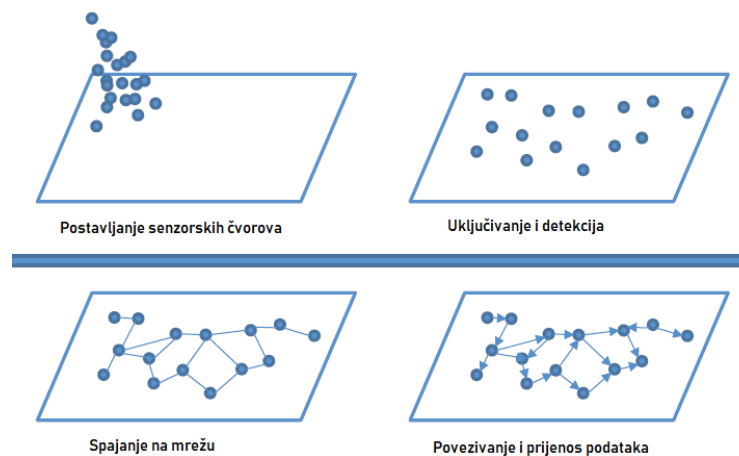 Postavljanje senzorskih čvorova
Uključivanje i detekcija
Spajanje na mrežu
Povezivanje i prijenos podataka